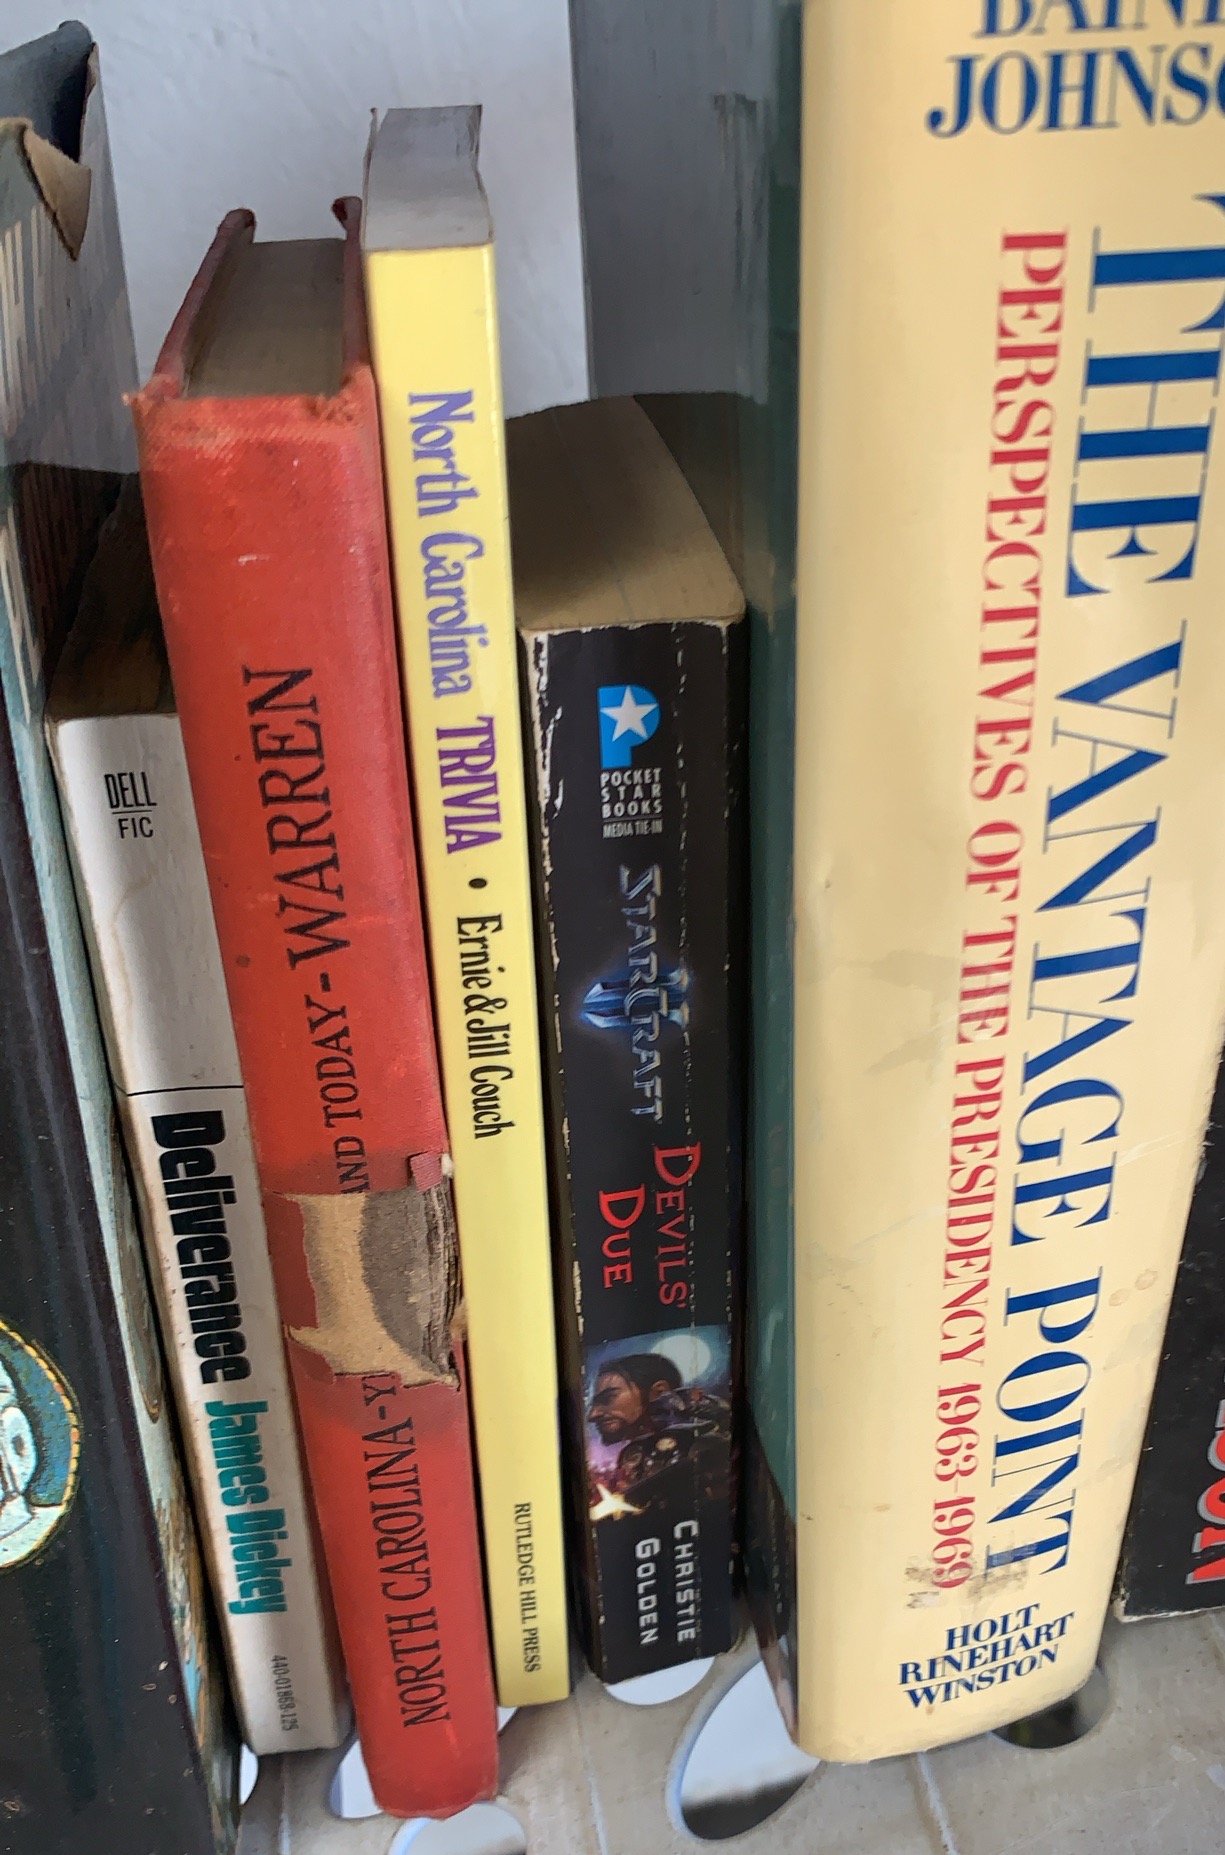 DELL
FIC
Deliverance James Dickey
440-01868-125
NORTH CAROLINA-Y
AND TODAY-WARREN
North Carolina TRIVIA • Ernie & Jill Couch
RUTLEDGE HILL PRESS
POCKET
STAR
BOOKS
MEDIA TIE-IN
STARCRAFT
II
DEVILS'
DUE
CHRISTIE
GOLDEN
JOHNSO
THE VANTAGE POINT
PERSPECTIVES OF THE PRESIDENCY 1963-1969
HOLT
RINEHART
WINSTON